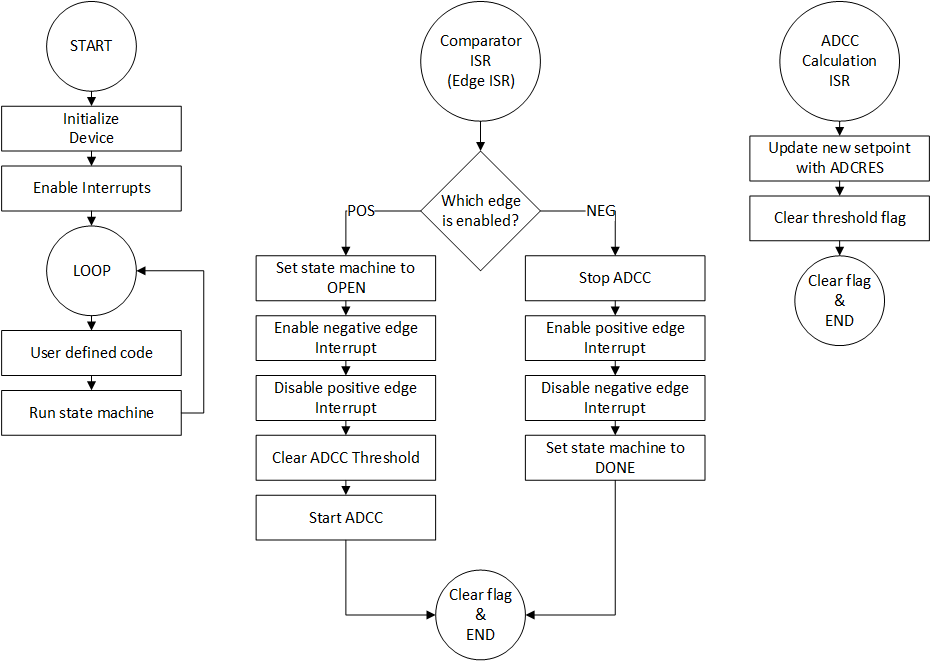 START
Initialize
Device
Enable Interrupts
LOOP
User defined code
Run state machine
Comparator
ISR
(Edge ISR)
Which edge
is enabled?
POS
NEG
Set state machine to
OPEN
Enable negative edge
Interrupt
Disable positive edge
Interrupt
Clear ADCC Threshold
Start ADCC
Stop ADCC
Enable positive edge
Interrupt
Disable negative edge
Interrupt
Set state machine to
DONE
Clear flag
&
END
ADCC
Calculation
ISR
Update new setpoint
with ADCRES
Clear threshold flag
Clear flag
&
END